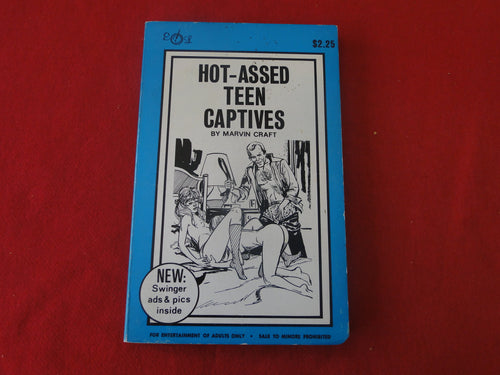 $2.25
HOT-ASSED
TEEN
CAPTIVES
BY MARVIN CRAFT
NEW:
Swinger
ads & pics
inside
FOR ENTERTAINMENT OF ADULTS ONLY • SALE TO MINORS PROHIBITED